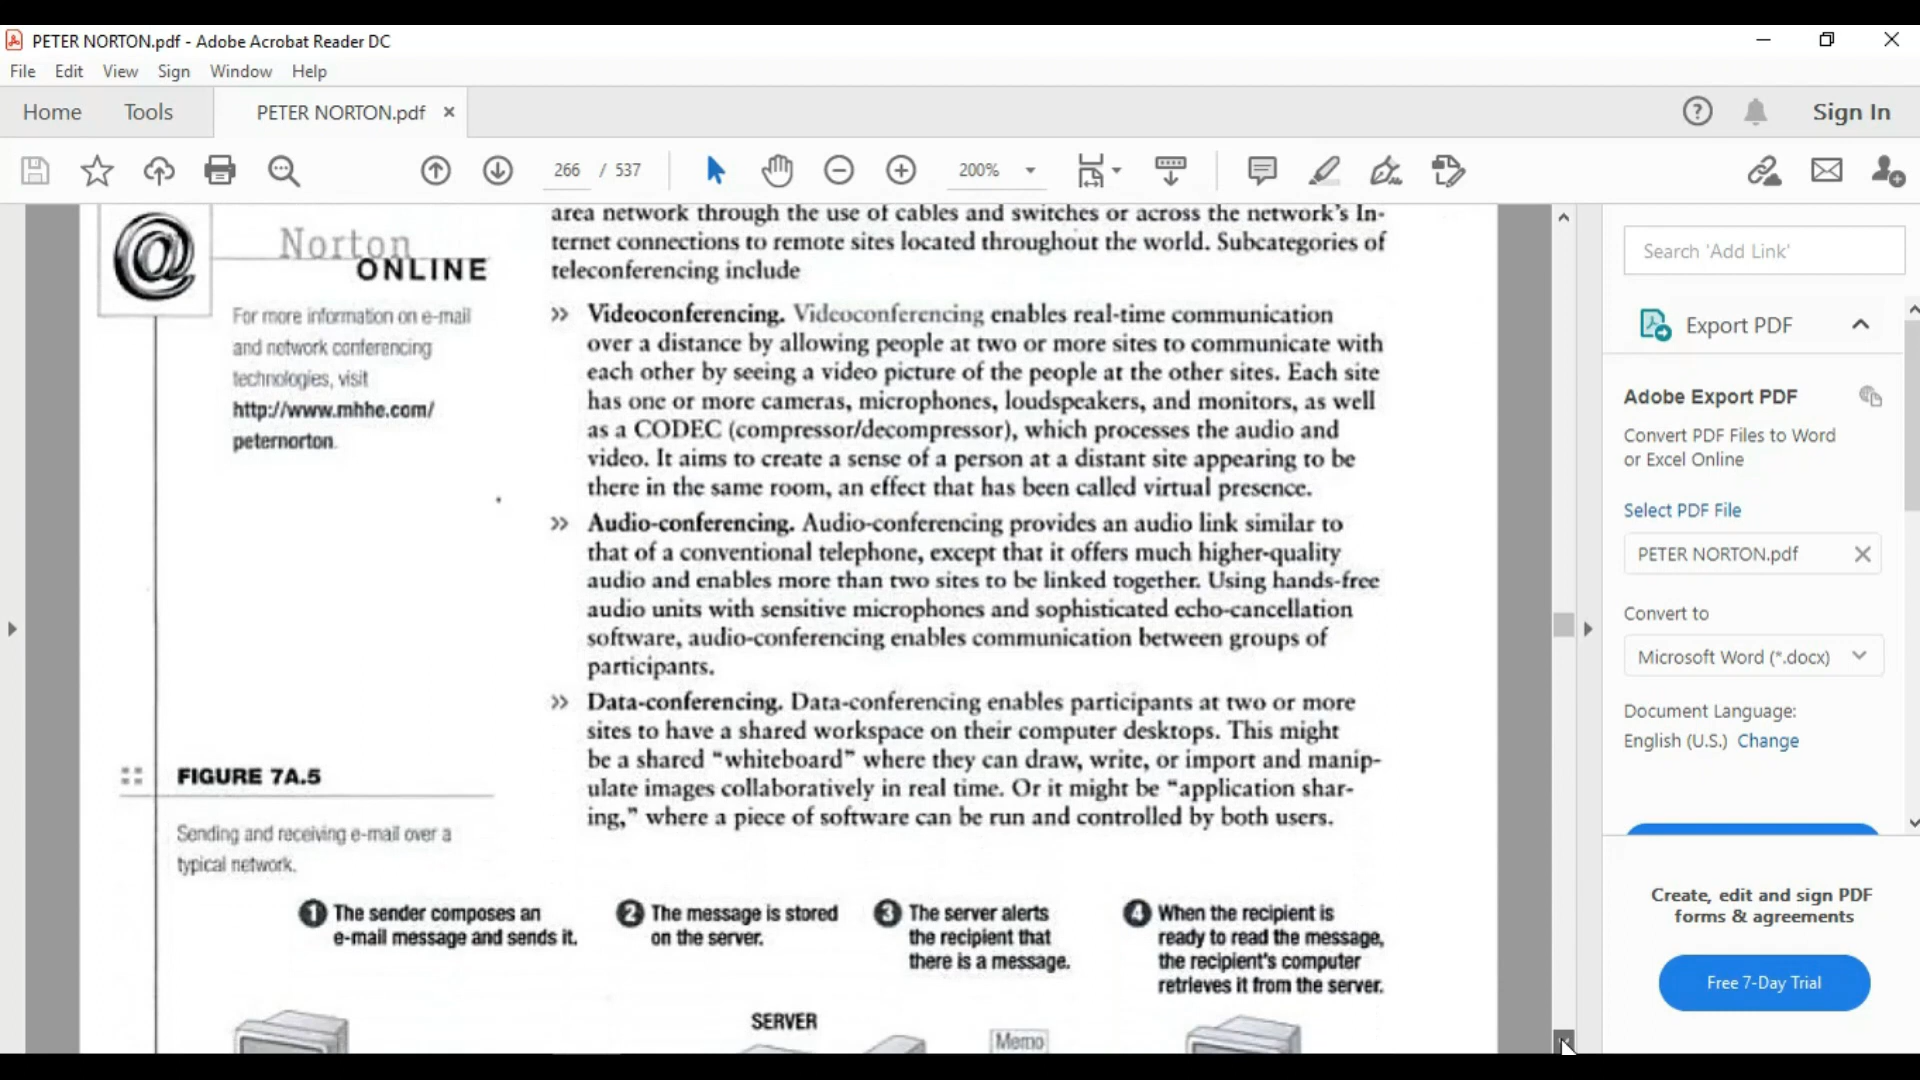 PETER NORTON.pdf - Adobe Acrobat Reader DC
File Edit View Sign Window Help
Home Tools PETER NORTON.pdf × Sign In
266 / 537 200%
Norton
ONLINE
For more information on e-mail
and network conferencing
technologies, visit
http://www.mhhe.com/
peternorton.
area network through the use of cables and switches or across the network's In-
ternet connections to remote sites located throughout the world. Subcategories of
teleconferencing include
>> Videoconferencing. Videoconferencing enables real-time communication
over a distance by allowing people at two or more sites to communicate with
each other by seeing a video picture of the people at the other sites. Each site
has one or more cameras, microphones, loudspeakers, and monitors, as well
as a CODEC (compressor/decompressor), which processes the audio and
video. It aims to create a sense of a person at a distant site appearing to be
there in the same room, an effect that has been called virtual presence.
>> Audio-conferencing. Audio-conferencing provides an audio link similar to
that of a conventional telephone, except that it offers much higher-quality
audio and enables more than two sites to be linked together. Using hands-free
audio units with sensitive microphones and sophisticated echo-cancellation
software, audio-conferencing enables communication between groups of
participants.
>> Data-conferencing. Data-conferencing enables participants at two or more
sites to have a shared workspace on their computer desktops. This might
be a shared "whiteboard" where they can draw, write, or import and manip-
ulate images collaboratively in real time. Or it might be "application shar-
ing," where a piece of software can be run and controlled by both users.
FIGURE 7A.5
Sending and receiving e-mail over a
typical network.
1 The sender composes an
e-mail message and sends it.
2 The message is stored
on the server.
3 The server alerts
the recipient that
there is a message.
4 When the recipient is
ready to read the message,
the recipient's computer
retrieves it from the server.
SERVER
Memo
Search 'Add Link'
Export PDF
Adobe Export PDF
Convert PDF Files to Word
or Excel Online
Select PDF File
PETER NORTON.pdf
Convert to
Microsoft Word (*.docx)
Document Language:
English (U.S.) Change
Create, edit and sign PDF
forms & agreements
Free 7-Day Trial